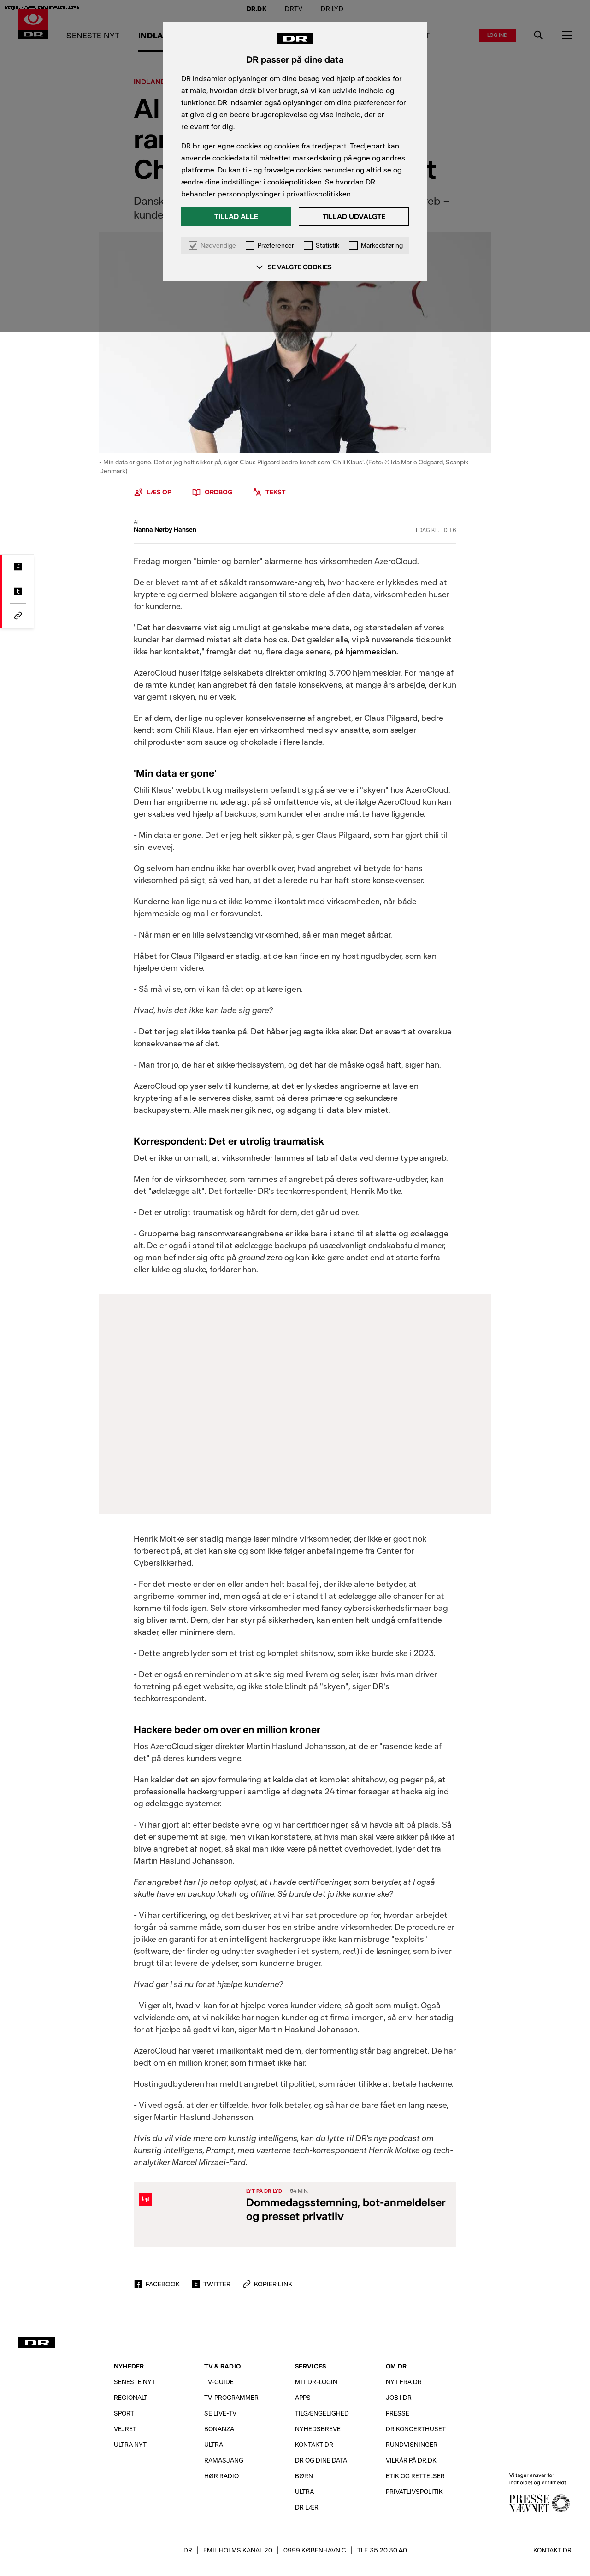 https://www.ransomware.live
DR.DK DRTV DR LYD
DR
SENESTE NYT INDLA T LOG IND
DR
DR passer på dine data
DR indsamler oplysninger om dine besøg ved hjælp af cookies for
at måle, hvordan dr.dk bliver brugt, så vi kan udvikle indhold og
funktioner. DR indsamler også oplysninger om dine præferencer for
at give dig en bedre brugeroplevelse og vise indhold, der er
relevant for dig.
DR bruger egne cookies og cookies fra tredjepart. Tredjepart kan
anvende cookiedata til målrettet markedsføring på egne og andres
platforme. Du kan til- og fravælge cookies herunder og altid se og
ændre dine indstillinger i cookiepolitikken. Se hvordan DR
behandler personoplysninger i privatlivspolitikken
TILLAD ALLE TILLAD UDVALGTE
Nødvendige Præferencer Statistik Markedsføring
SE VALGTE COOKIES
INDLAND
Al
ran
Ch t
Dansk eb –
kunde
- Min data er gone. Det er jeg helt sikker på, siger Claus Pilgaard bedre kendt som 'Chili Klaus'. (Foto: © Ida Marie Odgaard, Scanpix
Denmark)
LÆS OP ORDBOG TEKST
AF
Nanna Nørby Hansen I DAG KL. 10:16
Fredag morgen "bimler og bamler" alarmerne hos virksomheden AzeroCloud.
De er blevet ramt af et såkaldt ransomware-angreb, hvor hackere er lykkedes med at
kryptere og dermed blokere adgangen til store dele af den data, virksomheden huser
for kunderne.
"Det har desværre vist sig umuligt at genskabe mere data, og størstedelen af vores
kunder har dermed mistet alt data hos os. Det gælder alle, vi på nuværende tidspunkt
ikke har kontaktet," fremgår det nu, flere dage senere, på hjemmesiden.
AzeroCloud huser ifølge selskabets direktør omkring 3.700 hjemmesider. For mange af
de ramte kunder, kan angrebet få den fatale konsekvens, at mange års arbejde, der kun
var gemt i skyen, nu er væk.
En af dem, der lige nu oplever konsekvenserne af angrebet, er Claus Pilgaard, bedre
kendt som Chili Klaus. Han ejer en virksomhed med syv ansatte, som sælger
chiliprodukter som sauce og chokolade i flere lande.
'Min data er gone'
Chili Klaus' webbutik og mailsystem befandt sig på servere i "skyen" hos AzeroCloud.
Dem har angriberne nu ødelagt på så omfattende vis, at de ifølge AzeroCloud kun kan
genskabes ved hjælp af backups, som kunder eller andre måtte have liggende.
- Min data er gone. Det er jeg helt sikker på, siger Claus Pilgaard, som har gjort chili til
sin levevej.
Og selvom han endnu ikke har overblik over, hvad angrebet vil betyde for hans
virksomhed på sigt, så ved han, at det allerede nu har haft store konsekvenser.
Kunderne kan lige nu slet ikke komme i kontakt med virksomheden, når både
hjemmeside og mail er forsvundet.
- Når man er en lille selvstændig virksomhed, så er man meget sårbar.
Håbet for Claus Pilgaard er stadig, at de kan finde en ny hostingudbyder, som kan
hjælpe dem videre.
- Så må vi se, om vi kan få det op at køre igen.
Hvad, hvis det ikke kan lade sig gøre?
- Det tør jeg slet ikke tænke på. Det håber jeg ægte ikke sker. Det er svært at overskue
konsekvenserne af det.
- Man tror jo, de har et sikkerhedssystem, og det har de måske også haft, siger han.
AzeroCloud oplyser selv til kunderne, at det er lykkedes angriberne at lave en
kryptering af alle serveres diske, samt på deres primære og sekundære
backupsystem. Alle maskiner gik ned, og adgang til data blev mistet.
Korrespondent: Det er utrolig traumatisk
Det er ikke unormalt, at virksomheder lammes af tab af data ved denne type angreb.
Men for de virksomheder, som rammes af angrebet på deres software-udbyder, kan
det "ødelægge alt". Det fortæller DR's techkorrespondent, Henrik Moltke.
- Det er utroligt traumatisk og hårdt for dem, det går ud over.
- Grupperne bag ransomwareangrebene er ikke bare i stand til at slette og ødelægge
alt. De er også i stand til at ødelægge backups på usædvanligt ondskabsfuld maner,
og man befinder sig ofte på ground zero og kan ikke gøre andet end at starte forfra
eller lukke og slukke, forklarer han.
Henrik Moltke ser stadig mange især mindre virksomheder, der ikke er godt nok
forberedt på, at det kan ske og som ikke følger anbefalingerne fra Center for
Cybersikkerhed.
- For det meste er der en eller anden helt basal fejl, der ikke alene betyder, at
angriberne kommer ind, men også at de er i stand til at ødelægge alle chancer for at
komme til fods igen. Selv store virksomheder med fancy cybersikkerhedsfirmaer bag
sig bliver ramt. Dem, der har styr på sikkerheden, kan enten helt undgå omfattende
skader, eller minimere dem.
- Dette angreb lyder som et trist og komplet shitshow, som ikke burde ske i 2023.
- Det er også en reminder om at sikre sig med livrem og seler, især hvis man driver
forretning på eget website, og ikke stole blindt på "skyen", siger DR's
techkorrespondent.
Hackere beder om over en million kroner
Hos AzeroCloud siger direktør Martin Haslund Johansson, at de er "rasende kede af
det" på deres kunders vegne.
Han kalder det en sjov formulering at kalde det et komplet shitshow, og peger på, at
professionelle hackergrupper i samtlige af døgnets 24 timer forsøger at hacke sig ind
og ødelægge systemer.
- Vi har gjort alt efter bedste evne, og vi har certificeringer, så vi havde alt på plads. Så
det er supernemt at sige, men vi kan konstatere, at hvis man skal være sikker på ikke at
blive angrebet af noget, så skal man ikke være på nettet overhovedet, lyder det fra
Martin Haslund Johansson.
Før angrebet har I jo netop oplyst, at I havde certificeringer, som betyder, at I også
skulle have en backup lokalt og offline. Så burde det jo ikke kunne ske?
- Vi har certificering, og det beskriver, at vi har sat procedure op for, hvordan arbejdet
forgår på samme måde, som du ser hos en stribe andre virksomheder. De procedure er
jo ikke en garanti for at en intelligent hackergruppe ikke kan misbruge "exploits"
(software, der finder og udnytter svagheder i et system, red.) i de løsninger, som bliver
brugt til at levere de ydelser, som kunderne bruger.
Hvad gør I så nu for at hjælpe kunderne?
- Vi gør alt, hvad vi kan for at hjælpe vores kunder videre, så godt som muligt. Også
velvidende om, at vi nok ikke har nogen kunder og et firma i morgen, så er vi her stadig
for at hjælpe så godt vi kan, siger Martin Haslund Johansson.
AzeroCloud har været i mailkontakt med dem, der formentlig står bag angrebet. De har
bedt om en million kroner, som firmaet ikke har.
Hostingudbyderen har meldt angrebet til politiet, som råder til ikke at betale hackerne.
- Vi ved også, at der er tilfælde, hvor folk betaler, og så har de bare fået en lang næse,
siger Martin Haslund Johansson.
Hvis du vil vide mere om kunstig intelligens, kan du lytte til DR's nye podcast om
kunstig intelligens, Prompt, med værterne tech-korrespondent Henrik Moltke og tech-
analytiker Marcel Mirzaei-Fard.
LYT PÅ DR LYD | 54 MIN.
Dommedagsstemning, bot-anmeldelser
og presset privatliv
FACEBOOK TWITTER KOPIER LINK
DR
NYHEDER TV & RADIO SERVICES OM DR
SENESTE NYT TV-GUIDE MIT DR-LOGIN NYT FRA DR
REGIONALT TV-PROGRAMMER APPS JOB I DR
SPORT SE LIVE-TV TILGÆNGELIGHED PRESSE
VEJRET BONANZA NYHEDSBREVE DR KONCERTHUSET
ULTRA NYT ULTRA KONTAKT DR RUNDVISNINGER
RAMASJANG DR OG DINE DATA VILKÅR PÅ DR.DK
HØR RADIO BØRN ETIK OG RETTELSER
ULTRA PRIVATLIVSPOLITIK
DR LÆR
Vi tager ansvar for
indholdet og er tilmeldt
PRESSE
NÆVNET
DR | EMIL HOLMS KANAL 20 | 0999 KØBENHAVN C | TLF. 35 20 30 40 KONTAKT DR